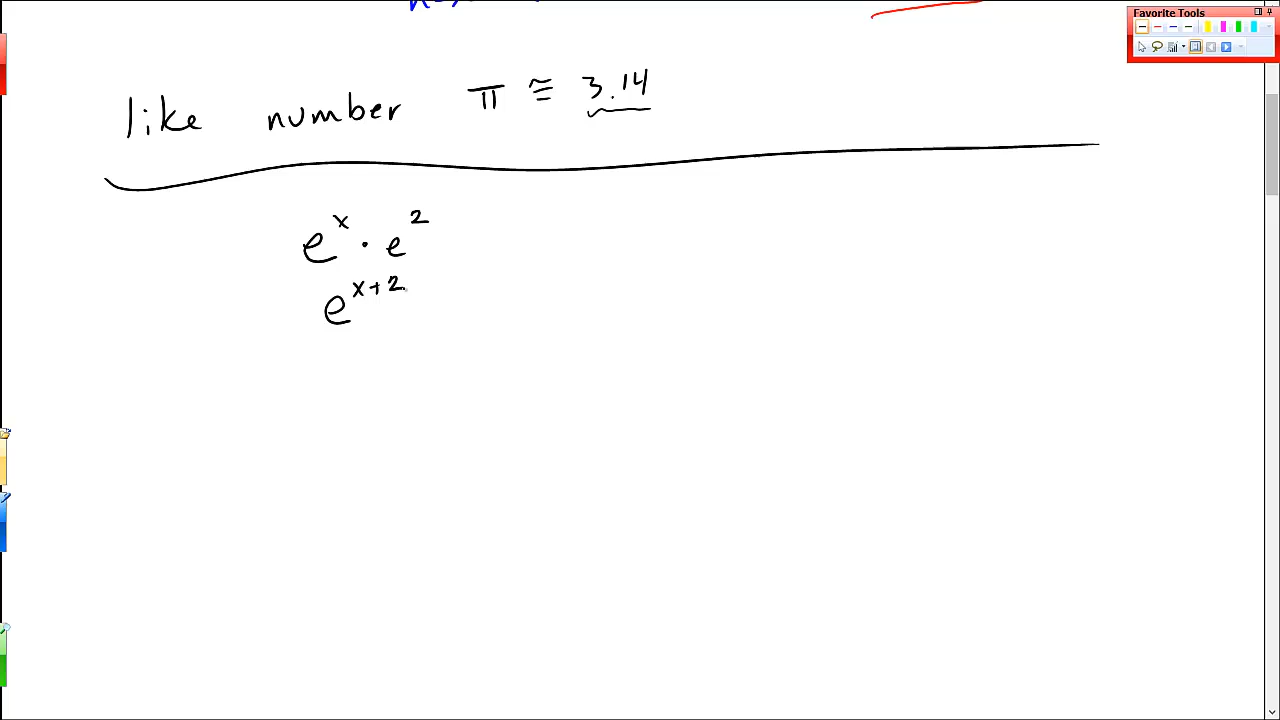 Favorite Tools
like number π ≅ 3.14
e^x · e^2
e^{x+2}